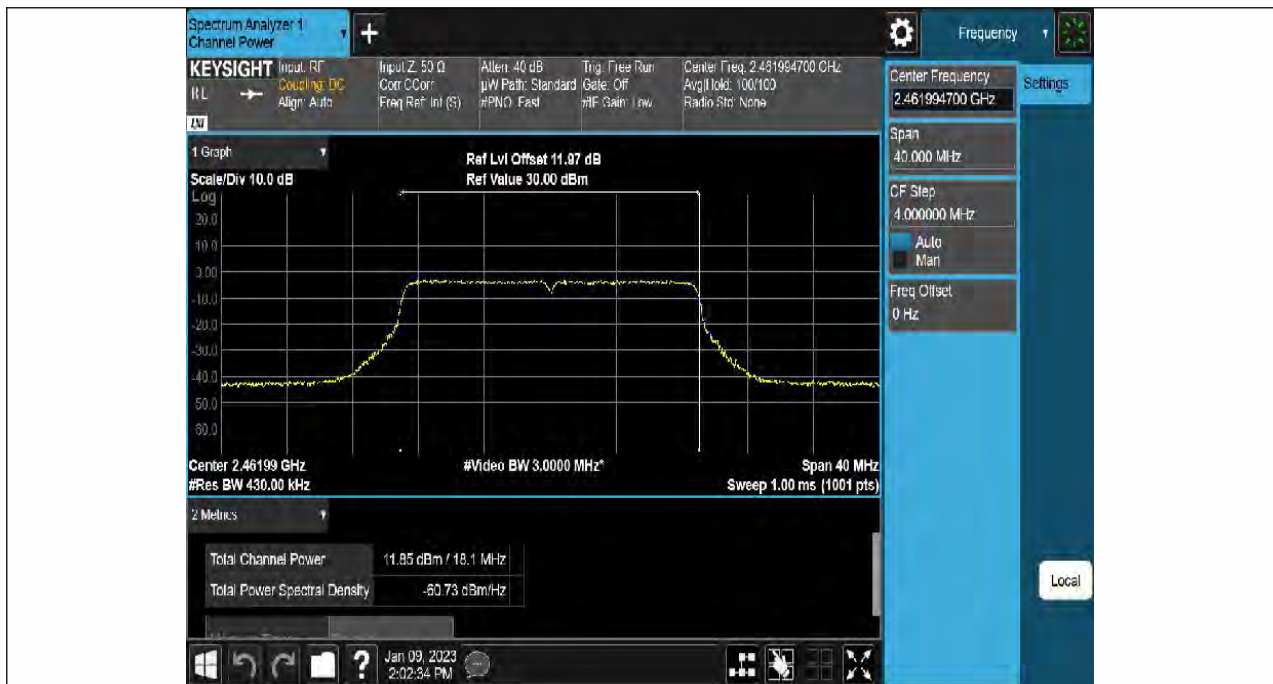 Spectrum Analyzer 1
Channel Power
+
Frequency
KEYSIGHT
RL
LXI
Input: RF
Coupling: DC
Align: Auto
Input Z: 50 Ω
Corr CCorr
Freq Ref: Int (S)
Atten: 40 dB
µW Path: Standard
#PNO: Fast
Trig: Free Run
Gate: Off
#IF Gain: Low
Center Freq: 2.461994700 GHz
Avg|Hold: 100/100
Radio Std: None
Center Frequency
2.461994700 GHz
Settings
Span
40.000 MHz
CF Step
4.000000 MHz
Auto
Man
Freq Offset
0 Hz
1 Graph
Ref Lvl Offset 11.97 dB
Scale/Div 10.0 dB
Ref Value 30.00 dBm
Log
20.0
10.0
0.00
-10.0
-20.0
-30.0
-40.0
-50.0
-60.0
Center 2.46199 GHz
#Video BW 3.0000 MHz*
Span 40 MHz
#Res BW 430.00 kHz
Sweep 1.00 ms (1001 pts)
2 Metrics
Total Channel Power
11.85 dBm / 18.1 MHz
Total Power Spectral Density
-60.73 dBm/Hz
Local
?
Jan 09, 2023
2:02:34 PM